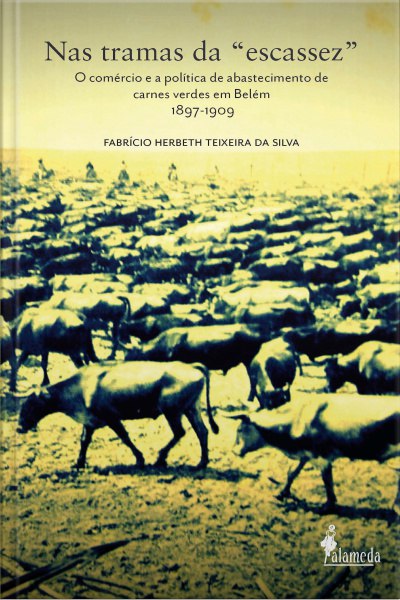 Nas tramas da “escassez”
O comércio e a política de abastecimento de
carnes verdes em Belém
1897-1909
FABRÍCIO HERBETH TEIXEIRA DA SILVA
alameda